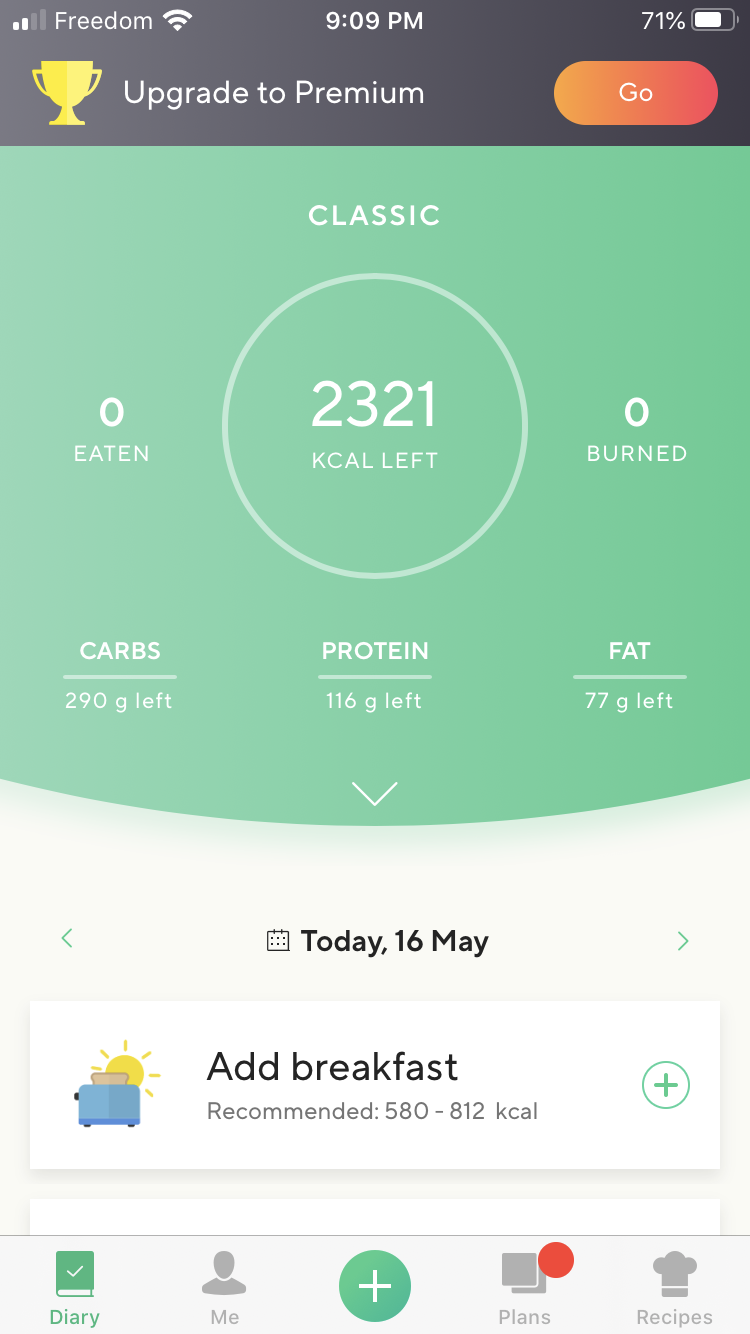 Freedom 9:09 PM 71%
Upgrade to Premium Go
CLASSIC
0 EATEN
2321
KCAL LEFT
0 BURNED
CARBS PROTEIN FAT
290 g left 116 g left 77 g left
Today, 16 May
Add breakfast
Recommended: 580 - 812 kcal
Diary Me Plans Recipes